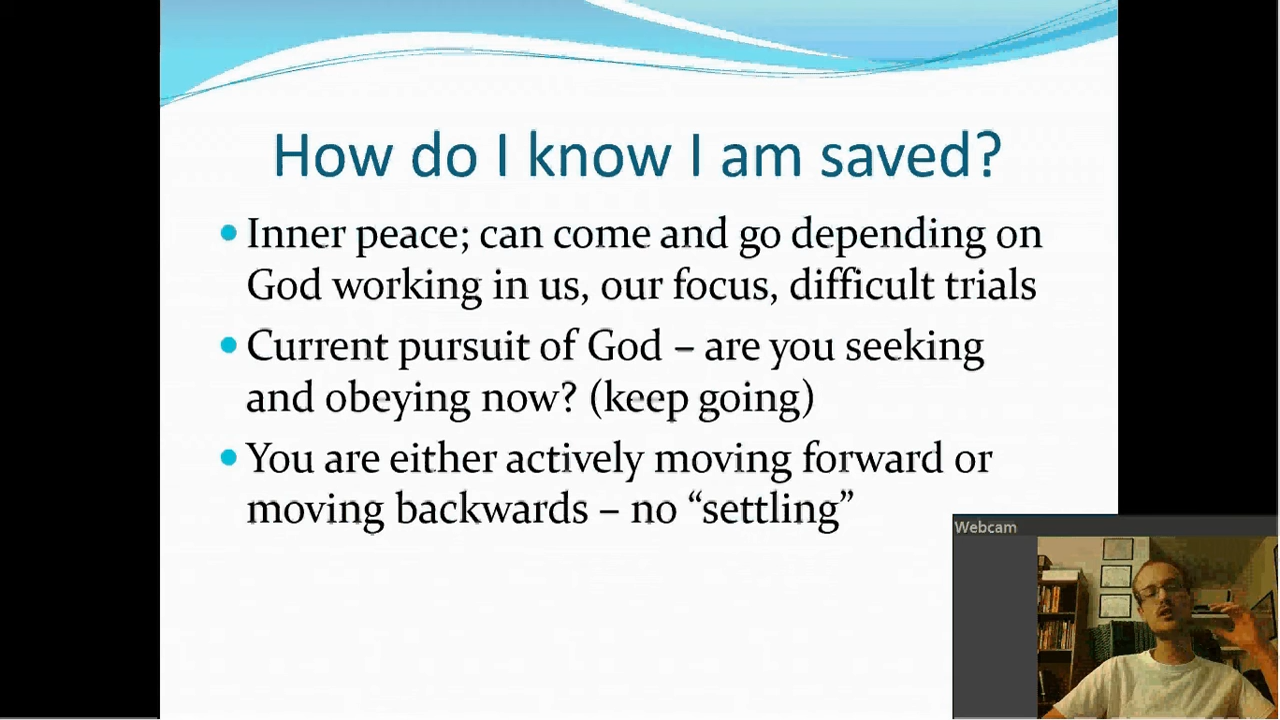 How do I know I am saved?
• Inner peace; can come and go depending on
God working in us, our focus, difficult trials
• Current pursuit of God – are you seeking
and obeying now? (keep going)
• You are either actively moving forward or
moving backwards – no “settling”
Webcam